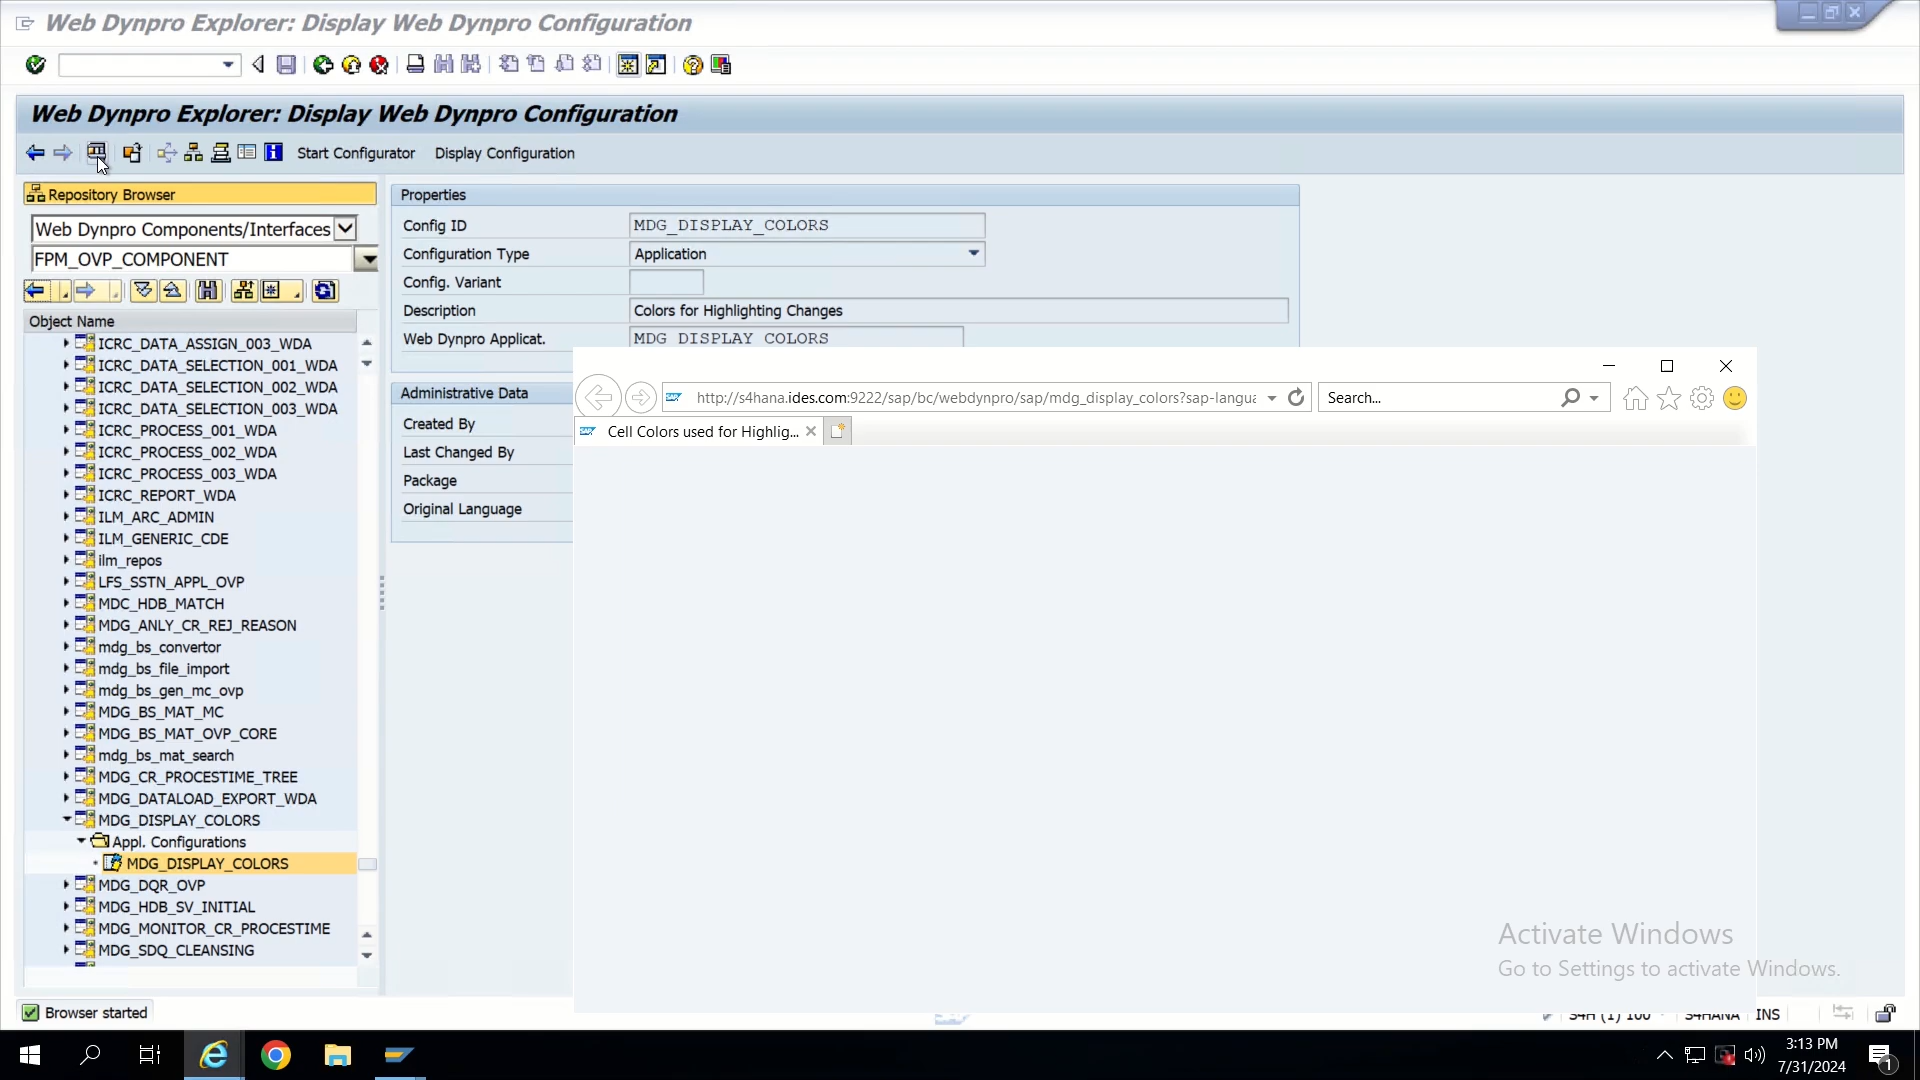 Web Dynpro Explorer: Display Web Dynpro Configuration
Web Dynpro Explorer: Display Web Dynpro Configuration
Start Configurator Display Configuration
Repository Browser
Web Dynpro Components/Interfaces
FPM_OVP_COMPONENT
Object Name
ICRC_DATA_ASSIGN_003_WDA
ICRC_DATA_SELECTION_001_WDA
ICRC_DATA_SELECTION_002_WDA
ICRC_DATA_SELECTION_003_WDA
ICRC_PROCESS_001_WDA
ICRC_PROCESS_002_WDA
ICRC_PROCESS_003_WDA
ICRC_REPORT_WDA
ILM_ARC_ADMIN
ILM_GENERIC_CDE
ilm_repos
LFS_SSTN_APPL_OVP
MDC_HDB_MATCH
MDG_ANLY_CR_REJ_REASON
mdg_bs_convertor
mdg_bs_file_import
mdg_bs_gen_mc_ovp
MDG_BS_MAT_MC
MDG_BS_MAT_OVP_CORE
mdg_bs_mat_search
MDG_CR_PROCESTIME_TREE
MDG_DATALOAD_EXPORT_WDA
MDG_DISPLAY_COLORS
Appl. Configurations
MDG_DISPLAY_COLORS
MDG_DQR_OVP
MDG_HDB_SV_INITIAL
MDG_MONITOR_CR_PROCESTIME
MDG_SDQ_CLEANSING
Properties
Config ID MDG_DISPLAY_COLORS
Configuration Type Application
Config. Variant
Description Colors for Highlighting Changes
Web Dynpro Applicat. MDG_DISPLAY_COLORS
Administrative Data
Created By
Last Changed By
Package
Original Language
http://s4hana.ides.com:9222/sap/bc/webdynpro/sap/mdg_display_colors?sap-langua
Search...
Cell Colors used for Highlig...
Activate Windows
Go to Settings to activate Windows.
Browser started
S4H (1) 100 S4HANA INS
3:13 PM
7/31/2024
1